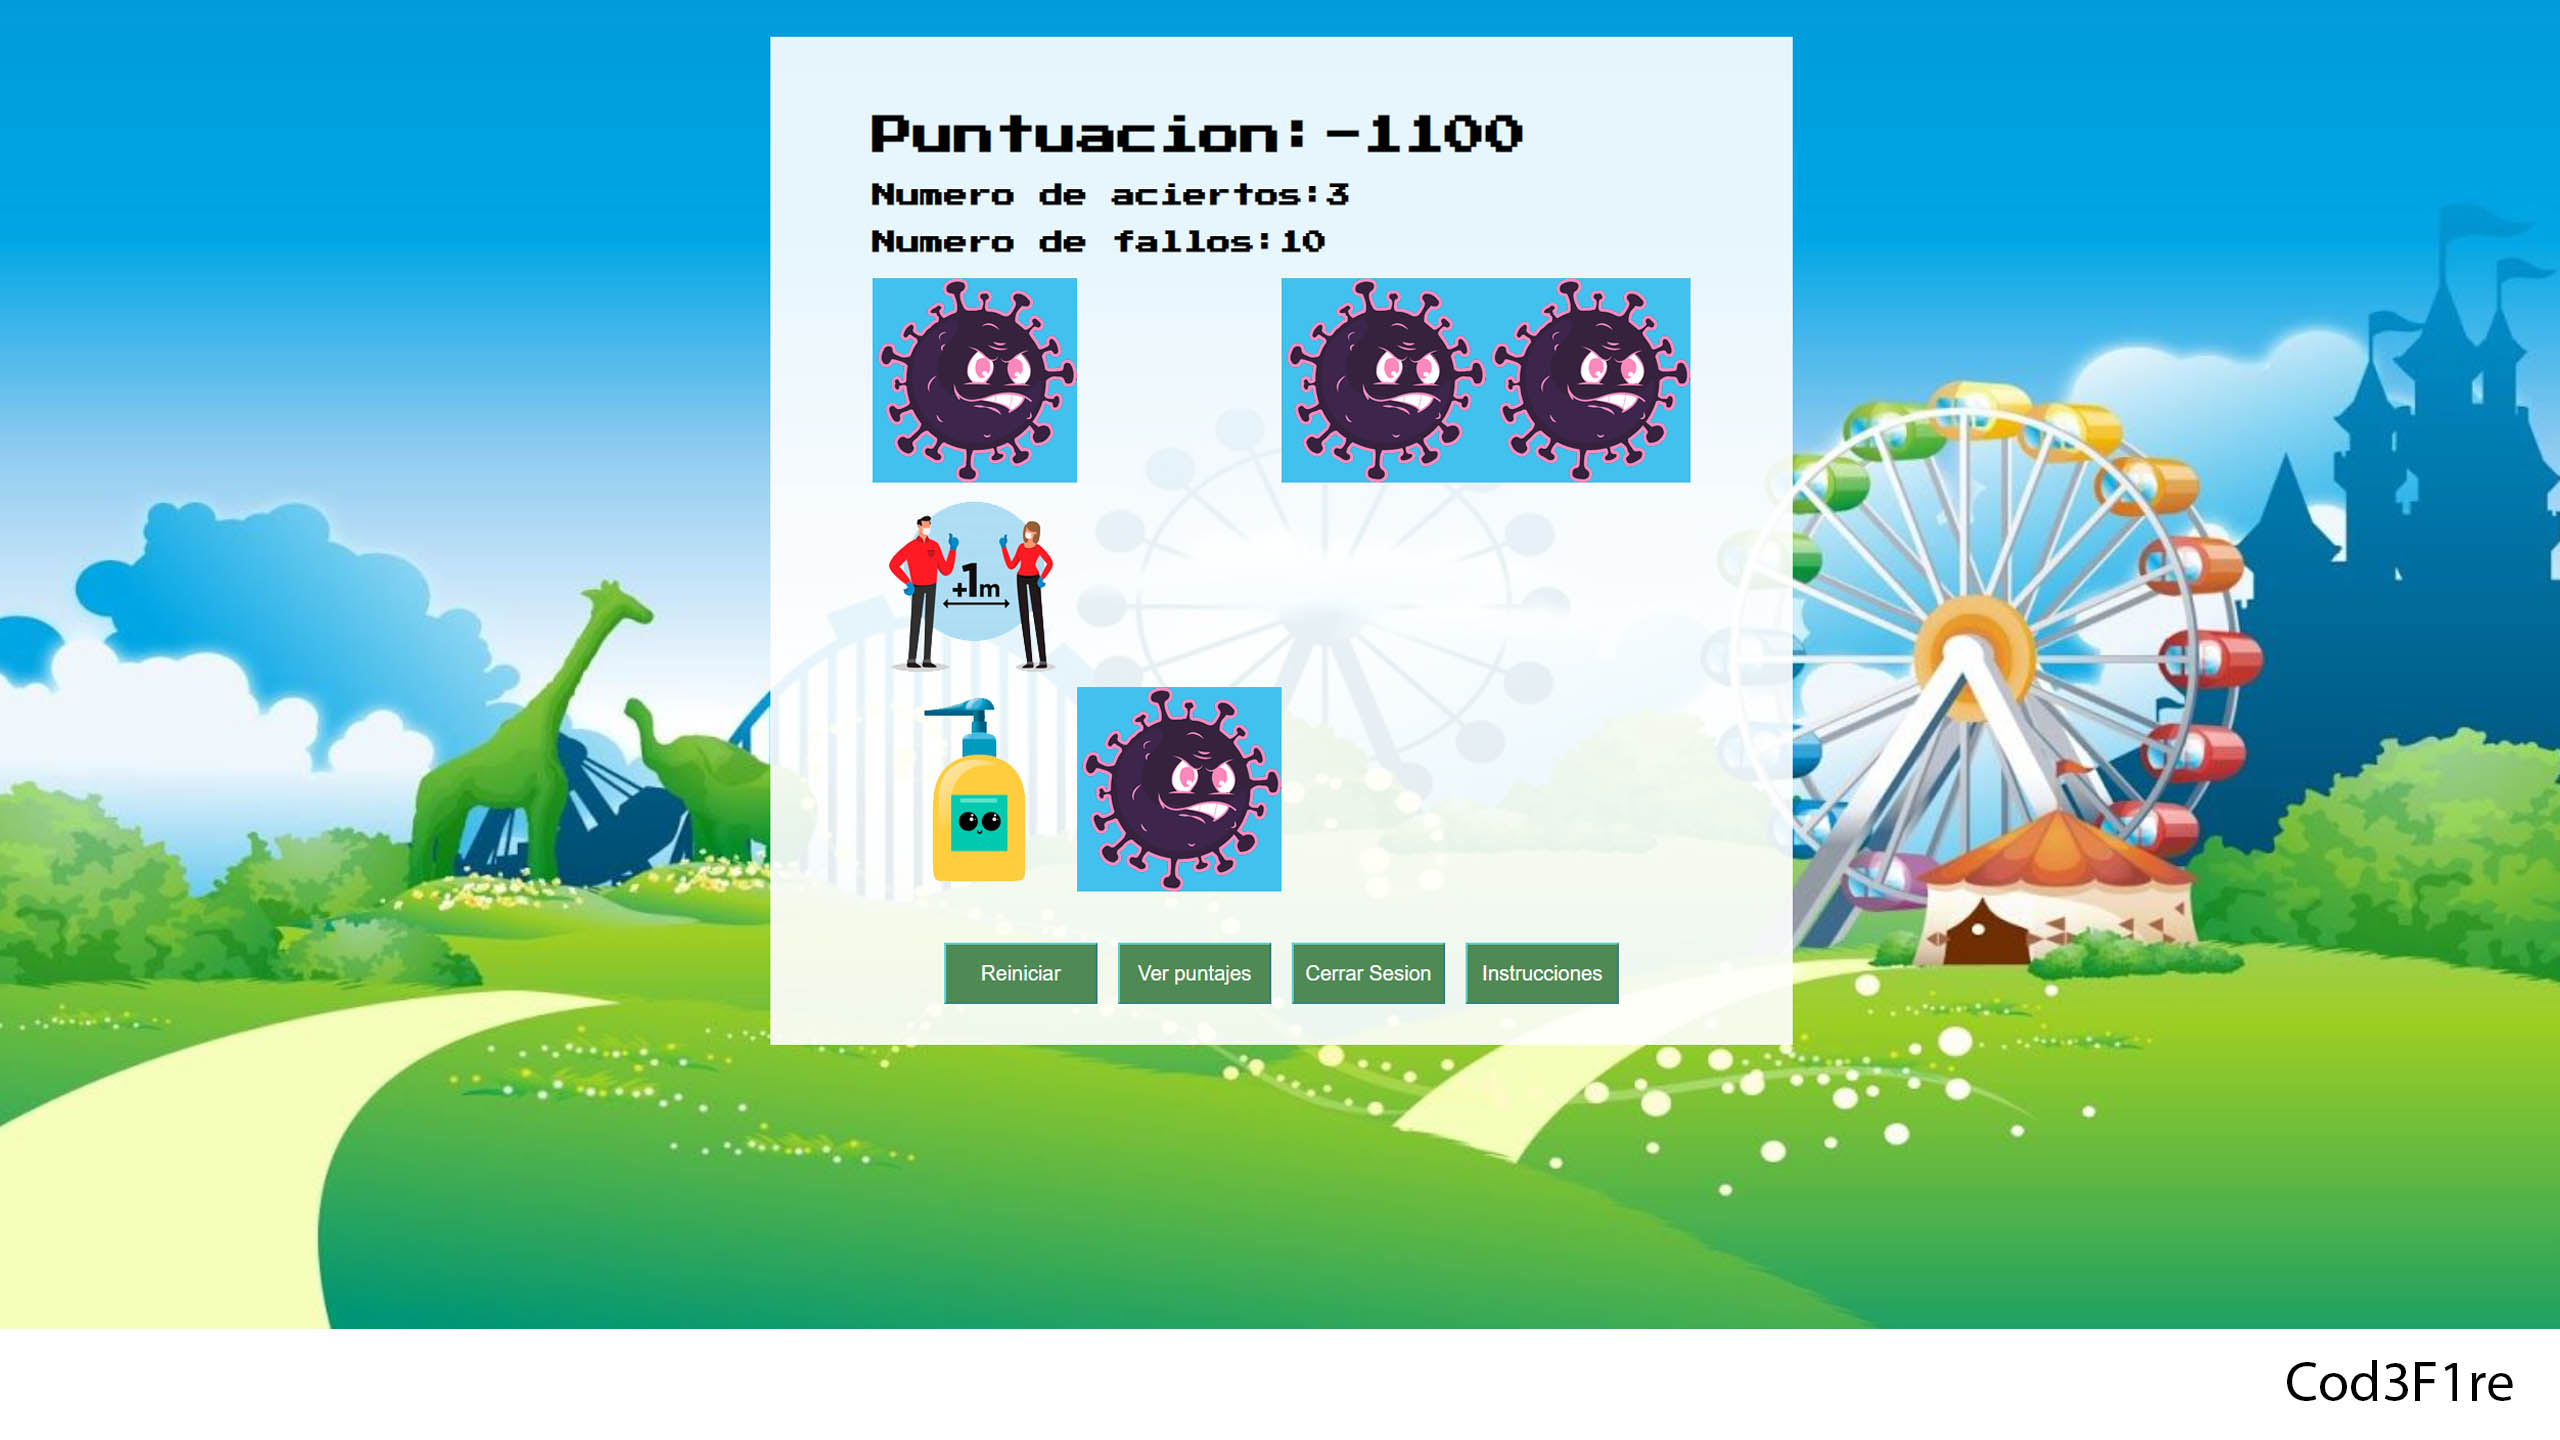 Puntuacion:-1100
Numero de aciertos:3
Numero de fallos:10
+1m
Reiniciar
Ver puntajes
Cerrar Sesion
Instrucciones
Cod3F1re